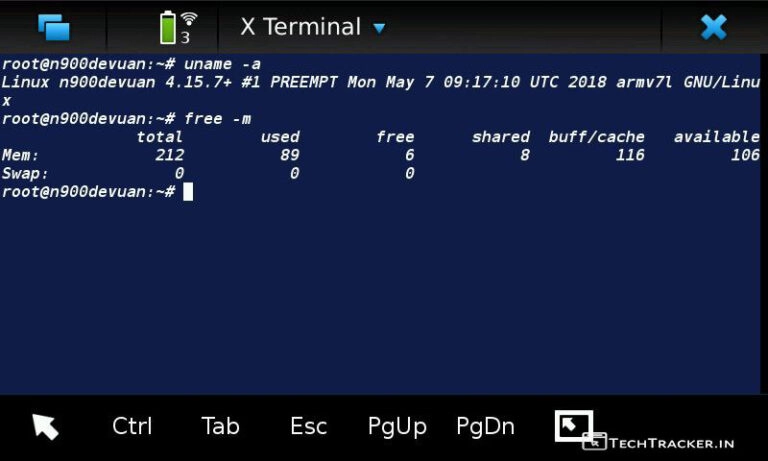 3
X Terminal
root@n900devuan:~# uname -a
Linux n900devuan 4.15.7+ #1 PREEMPT Mon May 7 09:17:10 UTC 2018 armv7l GNU/Linu
x
root@n900devuan:~# free -m
total used free shared buff/cache available
Mem: 212 89 6 8 116 106
Swap: 0 0 0
root@n900devuan:~#
Ctrl Tab Esc PgUp PgDn
TECHTRACKER.IN